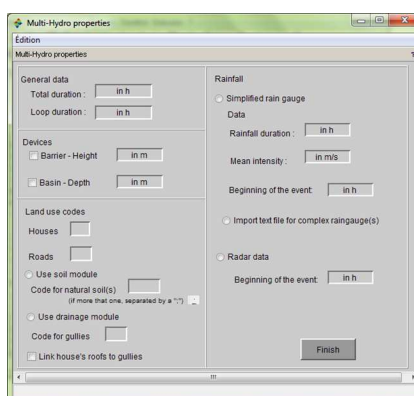 Multi-Hydro properties
Édition
Multi-Hydro properties
General data
Total duration : in h
Loop duration : in h
Devices
Barrier - Height in m
Basin - Depth in m
Land use codes
Houses
Roads
Use soil module
Code for natural soil(s)
(if more that one, separated by a ";")
Use drainage module
Code for gullies
Link house's roofs to gullies
Rainfall
Simplified rain gauge
Data
Rainfall duration : in h
Mean intensity : in m/s
Beginning of the event: in h
Import text file for complex raingauge(s)
Radar data
Beginning of the event: in h
Finish